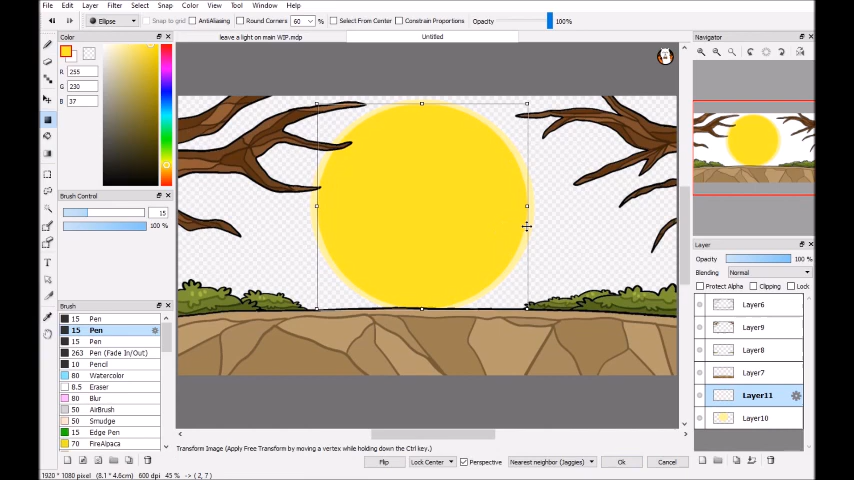 File Edit Layer Filter Select Snap Color View Tool Window Help
Ellipse Snap to grid AntiAliasing Round Corners 60 % Select From Center Constrain Proportions Opacity 100%
leave a light on main WIP.mdp Untitled
Color
R 255
G 230
B 37
Brush Control
15
100 %
Brush
15 Pen
15 Pen
15 Pen
263 Pen (Fade In/Out)
10 Pencil
80 Watercolor
8.5 Eraser
80 Blur
50 AirBrush
50 Smudge
15 Edge Pen
70 FireAlpaca
Navigator
Layer
Opacity 100 %
Blending Normal
Protect Alpha Clipping Lock
Layer6
Layer9
Layer8
Layer7
Layer11
Layer10
Transform Image (Apply Free Transform by moving a vertex while holding down the Ctrl key.)
Flip Lock Center Perspective Nearest neighbor (Jaggies) Ok Cancel
1920 * 1080 pixel (8.1 * 4.6cm) 600 dpi 45 % -> ( 2, 7 )